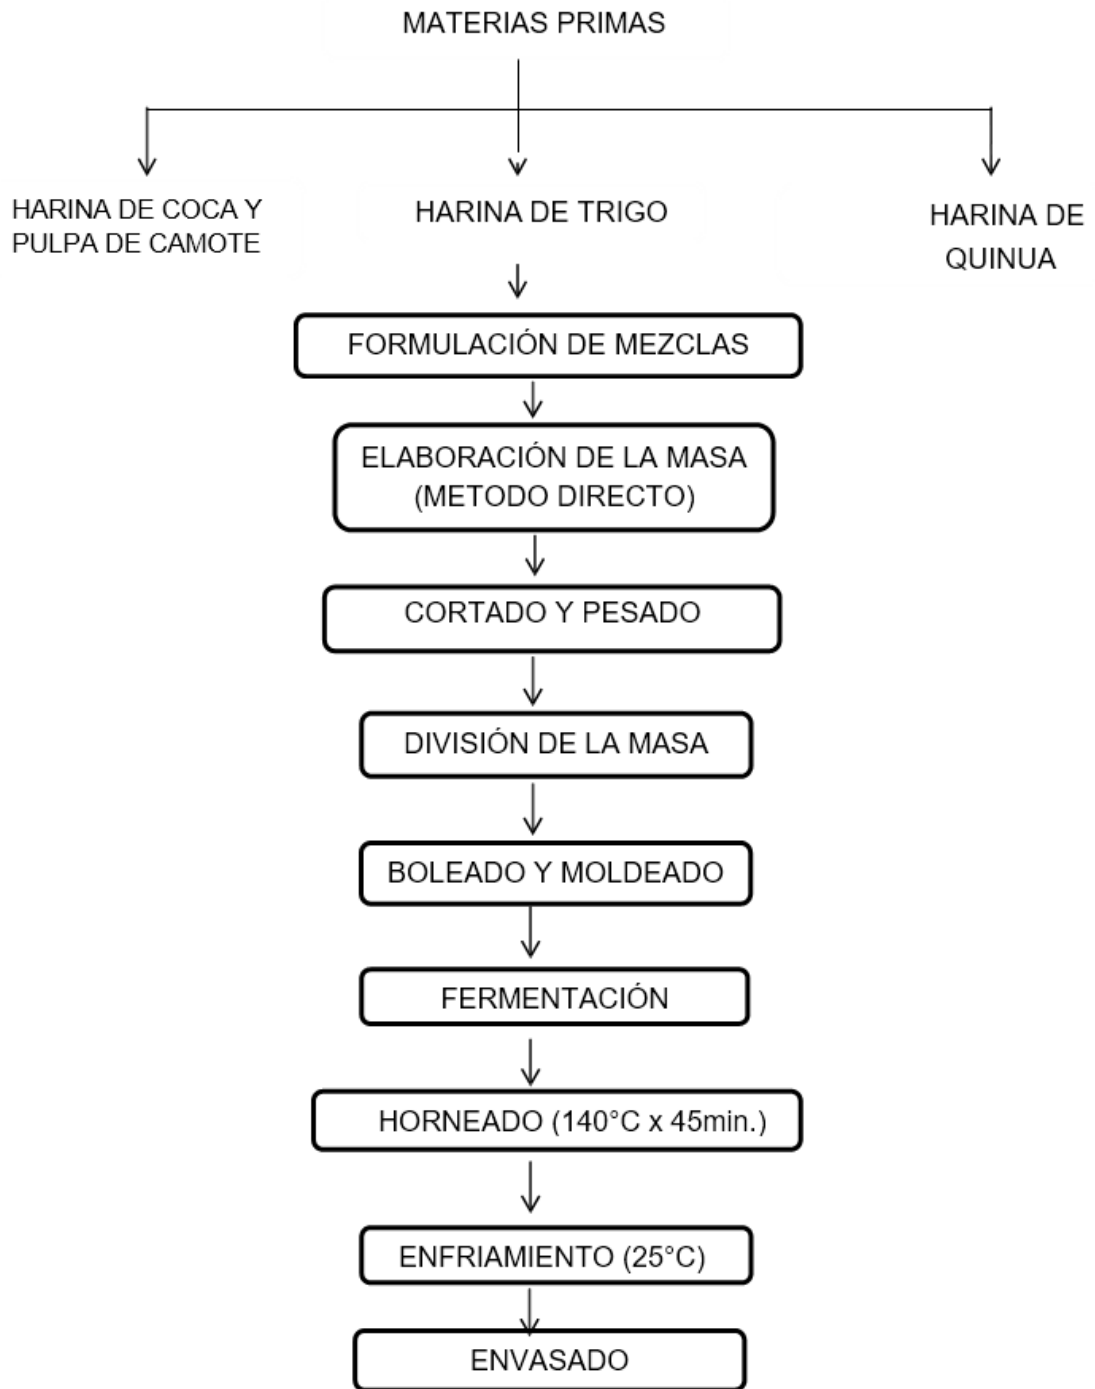 MATERIAS PRIMAS
HARINA DE COCA Y
PULPA DE CAMOTE
HARINA DE TRIGO
HARINA DE
QUINUA
FORMULACIÓN DE MEZCLAS
ELABORACIÓN DE LA MASA
(METODO DIRECTO)
CORTADO Y PESADO
DIVISIÓN DE LA MASA
BOLEADO Y MOLDEADO
FERMENTACIÓN
HORNEADO (140°C x 45min.)
ENFRIAMIENTO (25°C)
ENVASADO